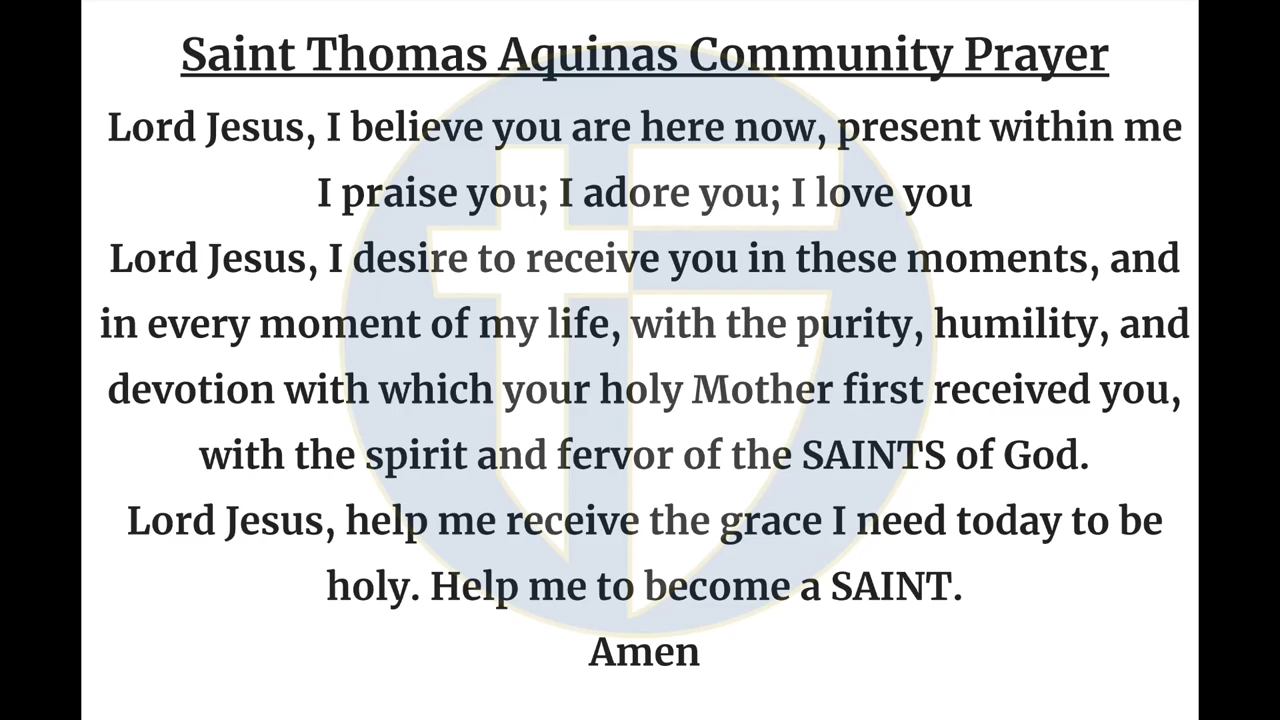 Saint Thomas Aquinas Community Prayer
Lord Jesus, I believe you are here now, present within me
I praise you; I adore you; I love you
Lord Jesus, I desire to receive you in these moments, and
in every moment of my life, with the purity, humility, and
devotion with which your holy Mother first received you,
with the spirit and fervor of the SAINTS of God.
Lord Jesus, help me receive the grace I need today to be
holy. Help me to become a SAINT.
Amen